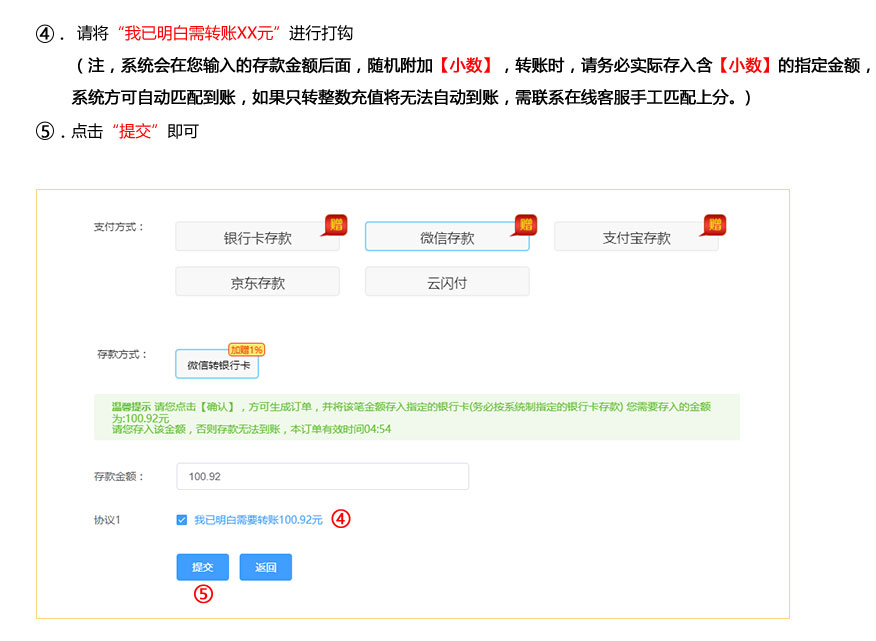 ④．请将“我已明白需转账XX元”进行打钩
（注，系统会在您输入的存款金额后面，随机附加【小数】，转账时，请务必实际存入含【小数】的指定金额，
系统方可自动匹配到账，如果只转整数充值将无法自动到账，需联系在线客服手工匹配上分。）
⑤．点击“提交”即可
支付方式：
银行卡存款 赠 微信存款 赠 支付宝存款 赠
京东存款 云闪付
存款方式：
加赠1%
微信转银行卡
温馨提示 请您点击【确认】，方可生成订单，并将该笔金额存入指定的银行卡(务必按系统制指定的银行卡存款) 您需要存入的金额
为:100.92元
请您存入该金额，否则存款无法到账，本订单有效时间04:54
存款金额： 100.92
协议1 我已明白需要转账100.92元 ④
提交 返回
⑤